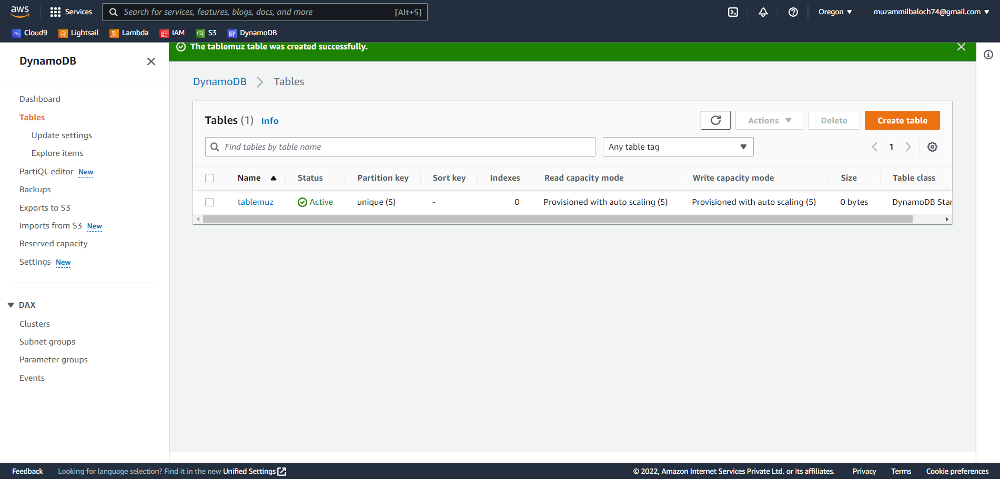 aws Services Search for services, features, blogs, docs, and more [Alt+S] Oregon muzammilbaloch74@gmail.com
Cloud9 Lightsail Lambda IAM S3 DynamoDB
The tablemuz table was created successfully.
DynamoDB
Dashboard
Tables
Update settings
Explore items
PartiQL editor New
Backups
Exports to S3
Imports from S3 New
Reserved capacity
Settings New
DAX
Clusters
Subnet groups
Parameter groups
Events
DynamoDB Tables
Tables (1) Info Actions Delete Create table
Find tables by table name Any table tag 1
Name Status Partition key Sort key Indexes Read capacity mode Write capacity mode Size Table class
tablemuz Active unique (S) - 0 Provisioned with auto scaling (5) Provisioned with auto scaling (5) 0 bytes DynamoDB Star
Feedback Looking for language selection? Find it in the new Unified Settings © 2022, Amazon Internet Services Private Ltd. or its affiliates. Privacy Terms Cookie preferences